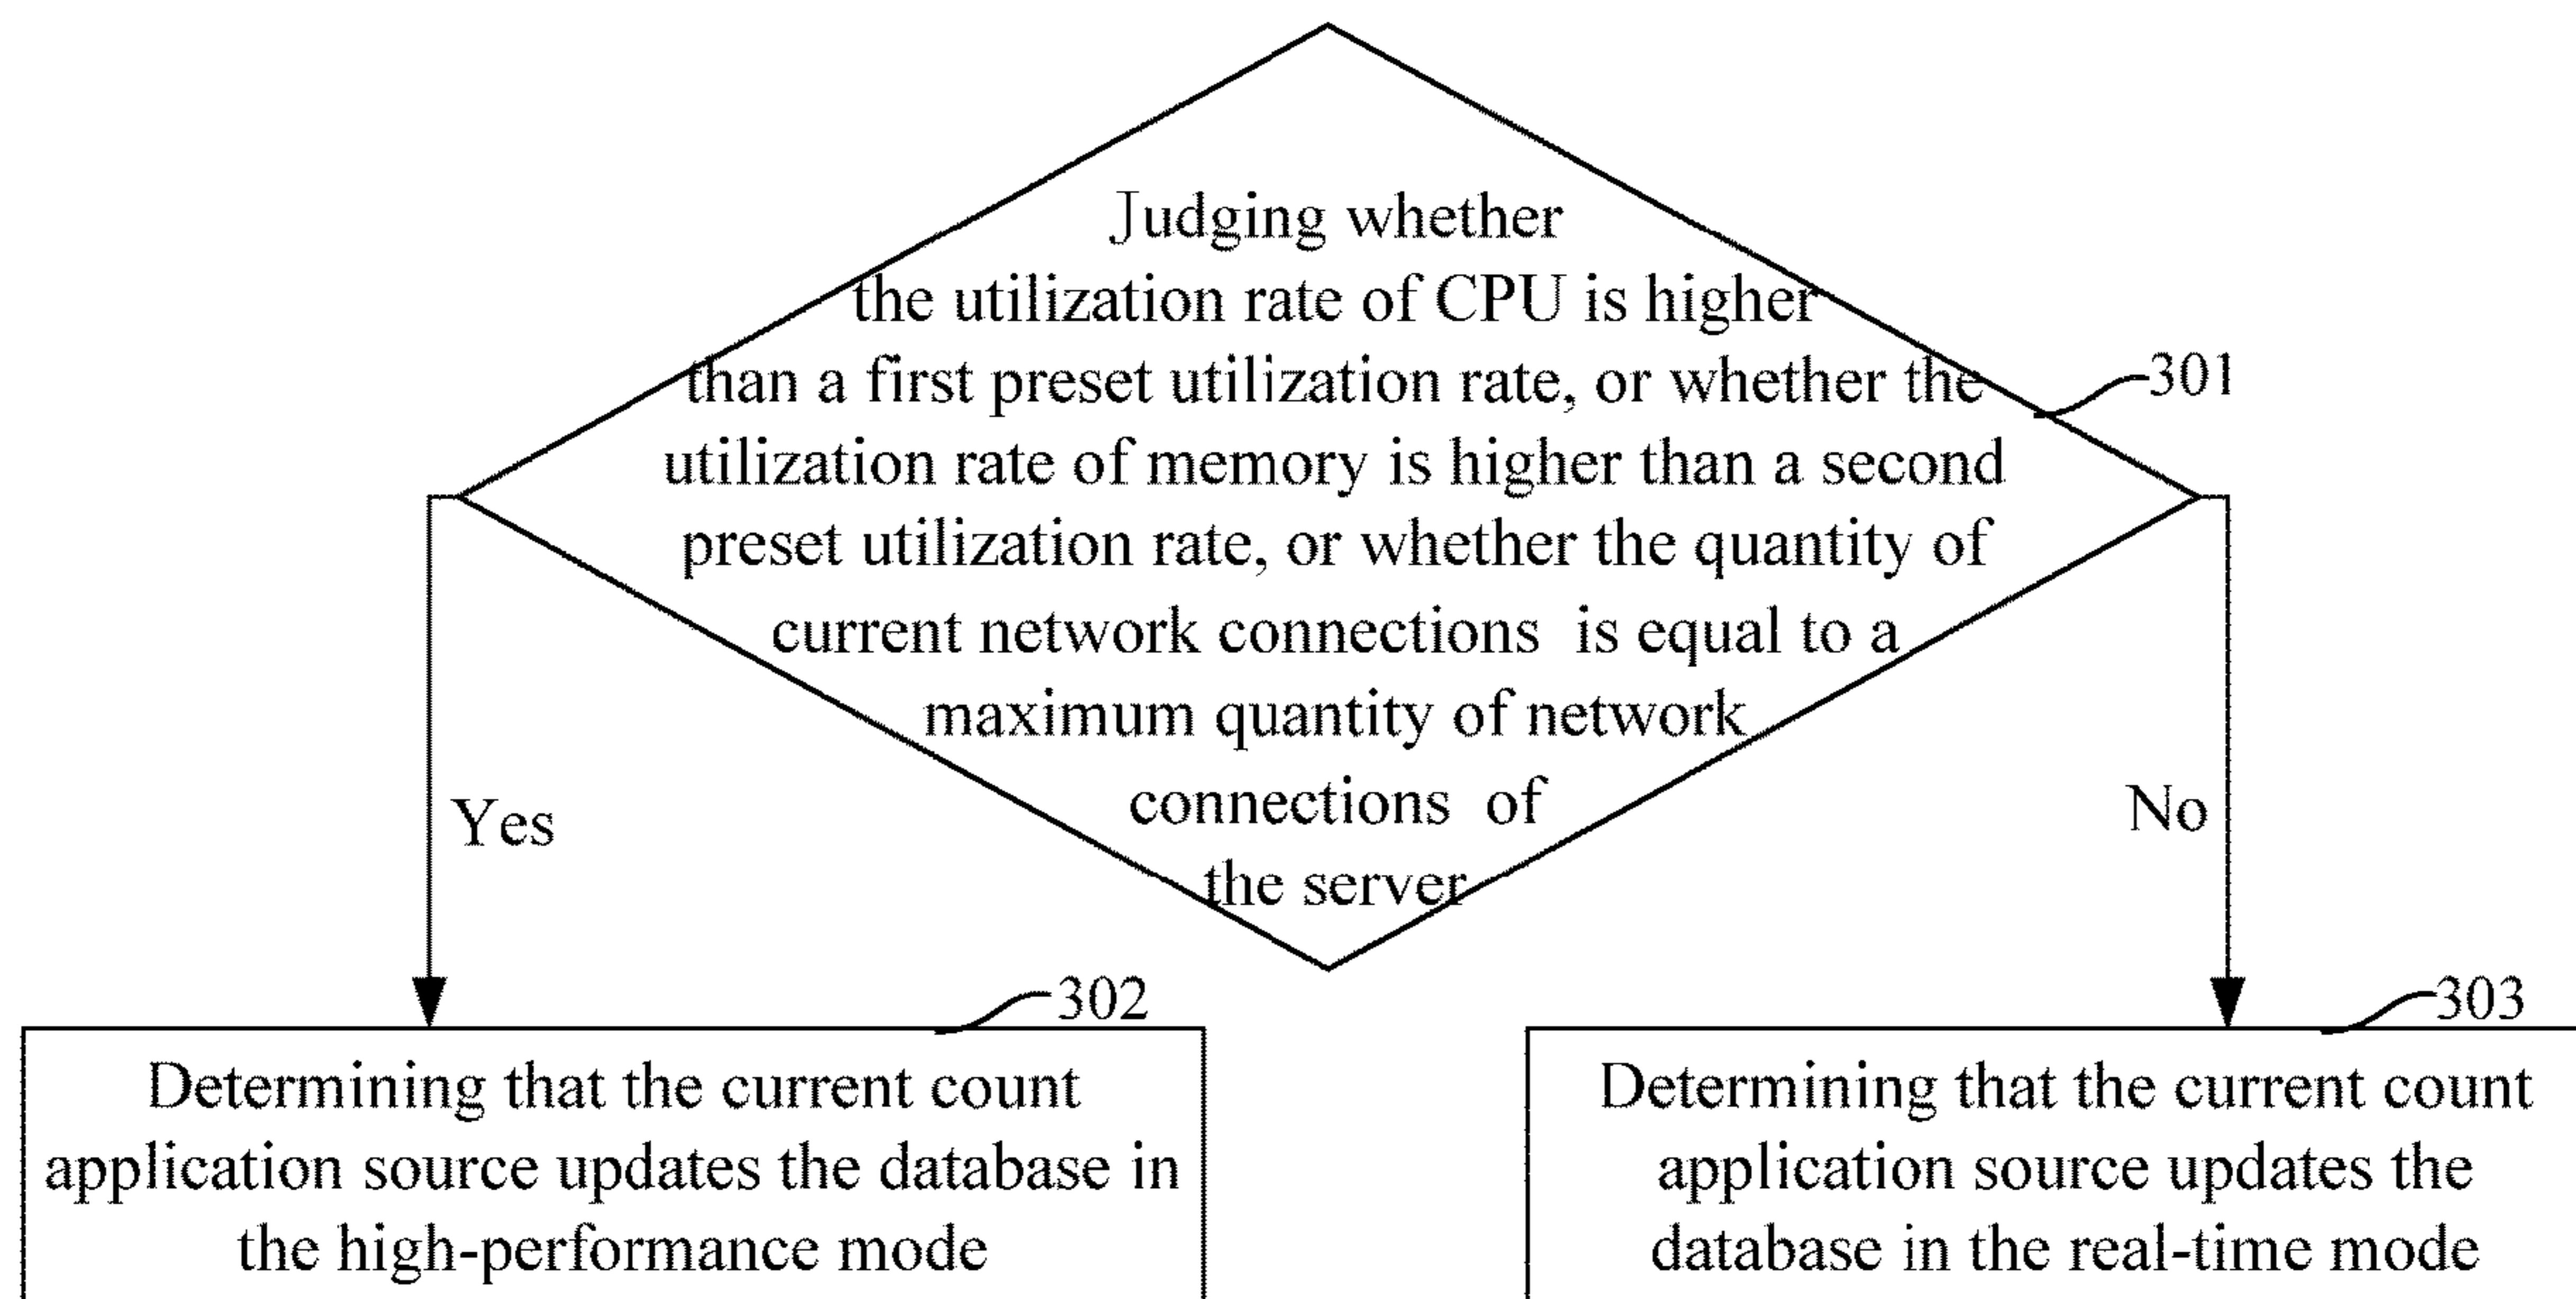 Judging whether
the utilization rate of CPU is higher
than a first preset utilization rate, or whether the
301
utilization rate of memory is higher than a second
preset utilization rate, or whether the quantity of
current network connections is equal to a
maximum quantity of network
connections of
the server
Yes
No
302
Determining that the current count
application source updates the database in
the high-performance mode
303
Determining that the current count
application source updates the
database in the real-time mode